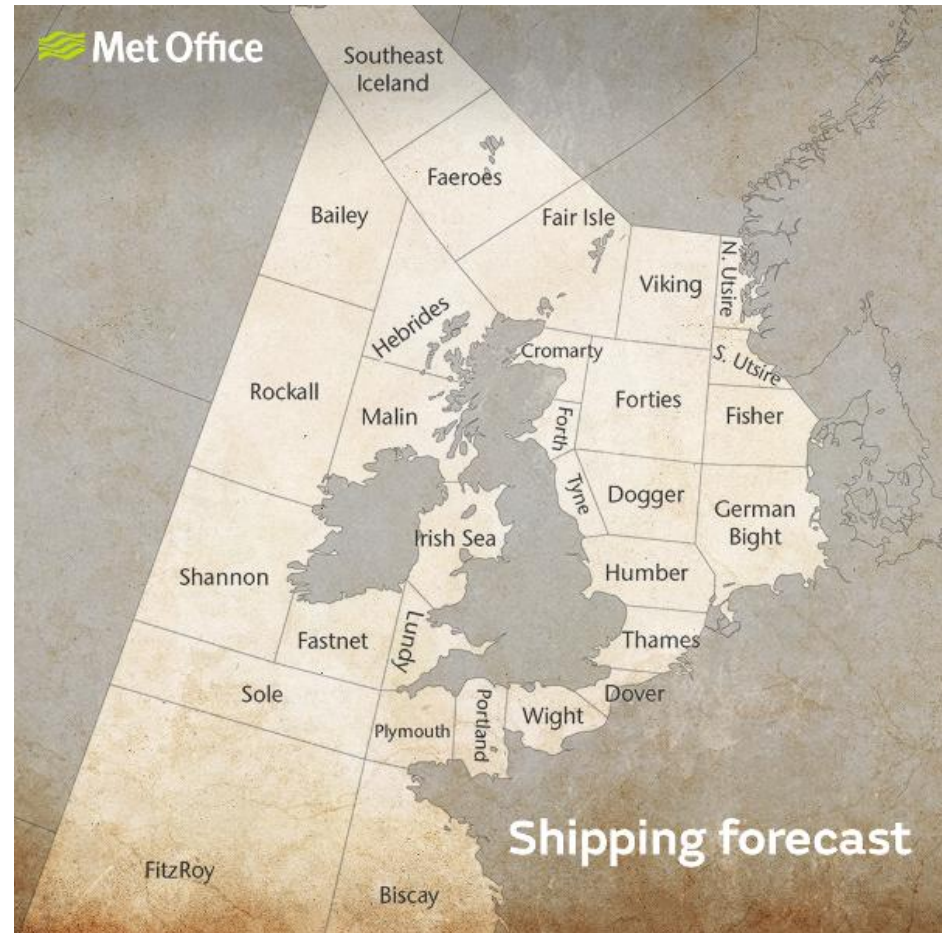 Met Office
Southeast
Iceland
Faeroes
Bailey
Fair Isle
N. Utsire
Viking
Hebrides
Cromarty
S. Utsire
Rockall
Malin
Forties
Fisher
Forth
Tyne
Dogger
German
Bight
Irish Sea
Shannon
Humber
Fastnet
Lundy
Thames
Sole
Dover
Plymouth
Portland
Wight
Shipping forecast
FitzRoy
Biscay